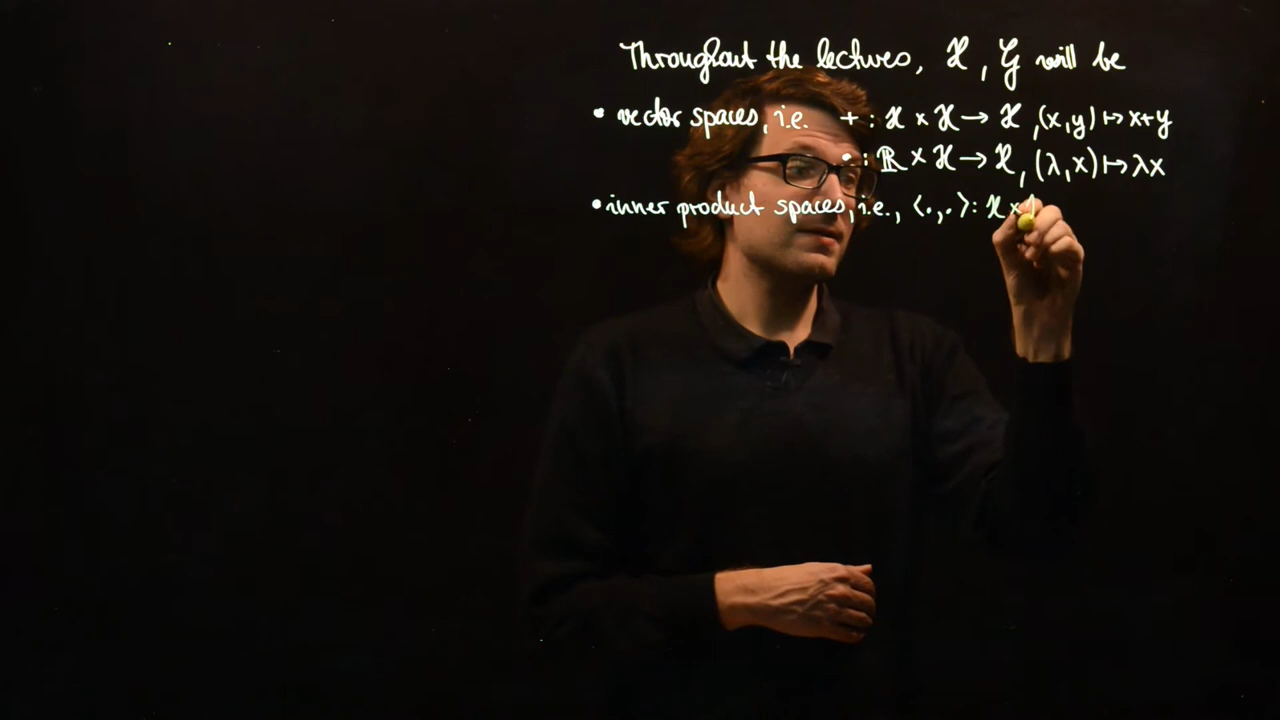 Throughout the lectures, ℋ, 𝒢 will be
• vector spaces, i.e. + : ℋ × ℋ → ℋ, (x,y) ↦ x+y
• : ℝ × ℋ → ℋ, (λ,x) ↦ λx
• inner product spaces, i.e., ⟨·,·⟩: ℋ ×